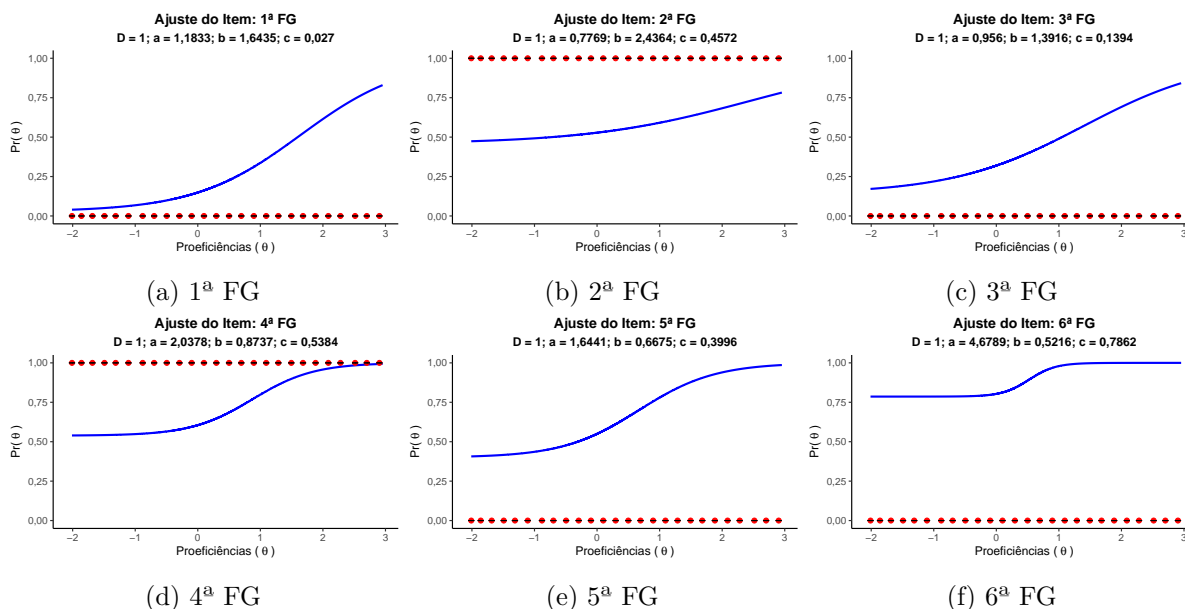 Ajuste do Item: 1ª FG
D = 1; a = 1,1833; b = 1,6435; c = 0,027
1,00
0,75
0,50
0,25
0,00
Pr( θ )
−2 −1 0 1 2 3
Proeficiências ( θ )
(a) 1ª FG
Ajuste do Item: 2ª FG
D = 1; a = 0,7769; b = 2,4364; c = 0,4572
1,00
0,75
0,50
0,25
0,00
Pr( θ )
−2 −1 0 1 2 3
Proeficiências ( θ )
(b) 2ª FG
Ajuste do Item: 3ª FG
D = 1; a = 0,956; b = 1,3916; c = 0,1394
1,00
0,75
0,50
0,25
0,00
Pr( θ )
−2 −1 0 1 2 3
Proeficiências ( θ )
(c) 3ª FG
Ajuste do Item: 4ª FG
D = 1; a = 2,0378; b = 0,8737; c = 0,5384
1,00
0,75
0,50
0,25
0,00
Pr( θ )
−2 −1 0 1 2 3
Proeficiências ( θ )
(d) 4ª FG
Ajuste do Item: 5ª FG
D = 1; a = 1,6441; b = 0,6675; c = 0,3996
1,00
0,75
0,50
0,25
0,00
Pr( θ )
−2 −1 0 1 2 3
Proeficiências ( θ )
(e) 5ª FG
Ajuste do Item: 6ª FG
D = 1; a = 4,6789; b = 0,5216; c = 0,7862
1,00
0,75
0,50
0,25
0,00
Pr( θ )
−2 −1 0 1 2 3
Proeficiências ( θ )
(f) 6ª FG